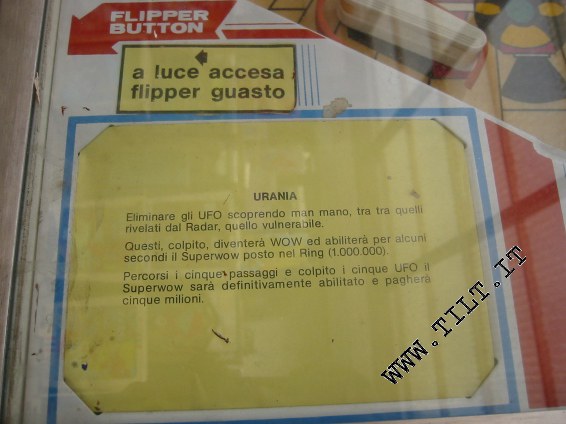 FLIPPER
BUTTON
a luce accesa
flipper guasto
URANIA
Eliminare gli UFO scoprendo man mano, tra tra quelli
rivelati dal Radar, quello vulnerabile.
Questi, colpito, diventerà WOW ed abiliterà per alcuni
secondi il Superwow posto nel Ring (1.000.000).
Percorsi i cinque passaggi e colpito i cinque UFO il
Superwow sarà definitivamente abilitato e pagherà
cinque milioni.
WWW.TILT.IT